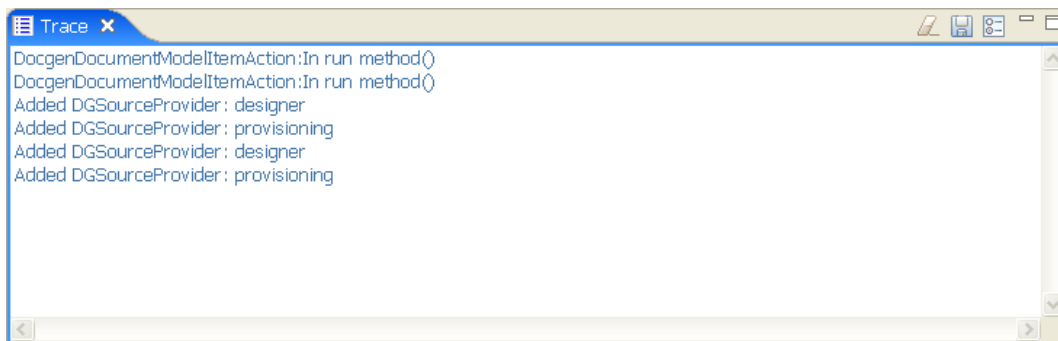 Trace
DocgenDocumentModelItemAction:In run method()
DocgenDocumentModelItemAction:In run method()
Added DGSourceProvider: designer
Added DGSourceProvider: provisioning
Added DGSourceProvider: designer
Added DGSourceProvider: provisioning